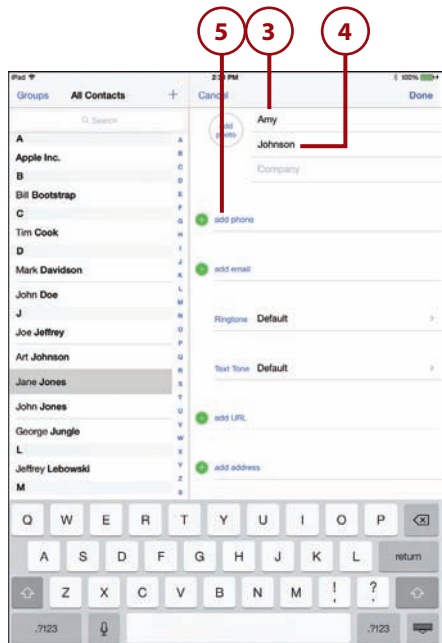 5 3 4
iPad PM 100%
Groups All Contacts + Cancel Done
Search
A
Apple Inc.
B
Bill Bootstrap
C
Tim Cook
D
Mark Davidson
John Doe
J
Joe Jeffrey
Art Johnson
Jane Jones
John Jones
George Jungle
L
Jeffrey Lebowski
M
A
B
C
D
E
F
G
H
I
J
K
L
M
N
O
P
Q
R
S
T
U
V
W
X
Y
Z
add photo
Amy
Johnson
Company
add phone
add email
Ringtone Default
Text Tone Default
add URL
add address
Q W E R T Y U I O P
A S D F G H J K L return
Z X C V B N M ! , ? .
.?123 .?123